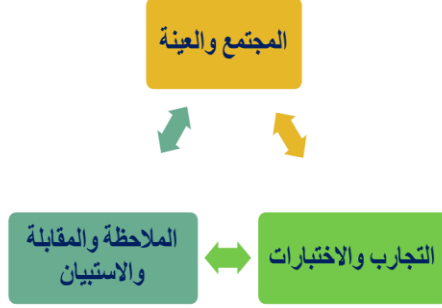 المجتمع والعينة
التجارب والاختبارات
الملاحظة والمقابلة
والاستبيان